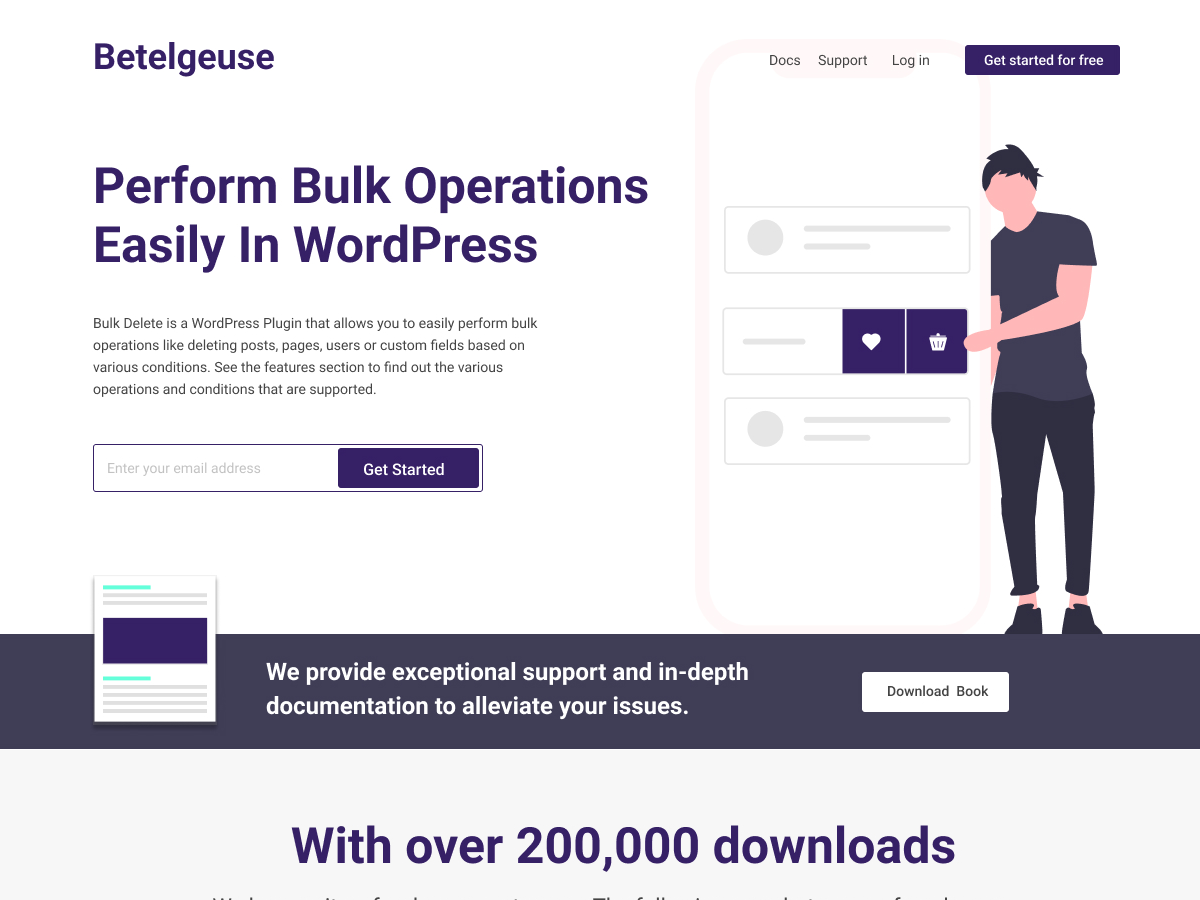 Betelgeuse
Docs Support Log in Get started for free
Perform Bulk Operations
Easily In WordPress
Bulk Delete is a WordPress Plugin that allows you to easily perform bulk
operations like deleting posts, pages, users or custom fields based on
various conditions. See the features section to find out the various
operations and conditions that are supported.
Enter your email address Get Started
We provide exceptional support and in-depth
documentation to alleviate your issues.
Download Book
With over 200,000 downloads